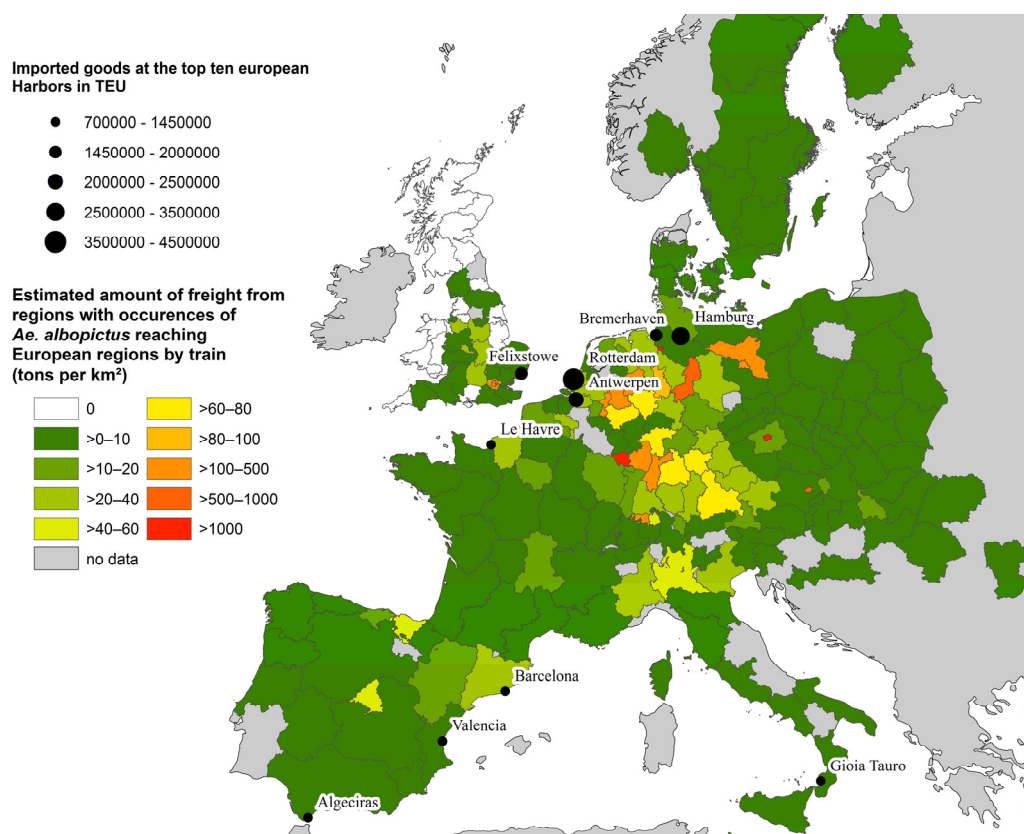 Imported goods at the top ten european
Harbors in TEU
700000 - 1450000
1450000 - 2000000
2000000 - 2500000
2500000 - 3500000
3500000 - 4500000
Estimated amount of freight from
regions with occurences of
Ae. albopictus reaching
European regions by train
(tons per km²)
0
>0–10
>10–20
>20–40
>40–60
no data
>60–80
>80–100
>100–500
>500–1000
>1000
Bremerhaven
Hamburg
Felixstowe
Rotterdam
Antwerpen
Le Havre
Barcelona
Valencia
Gioia Tauro
Algeciras